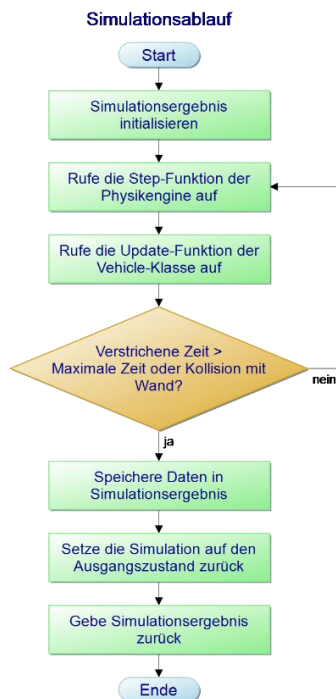 Simulationsablauf
Start
Simulationsergebnis
initialisieren
Rufe die Step-Funktion der
Physikengine auf
Rufe die Update-Funktion der
Vehicle-Klasse auf
Verstrichene Zeit >
Maximale Zeit oder Kollision mit
Wand?
nein
ja
Speichere Daten in
Simulationsergebnis
Setze die Simulation auf den
Ausgangszustand zurück
Gebe Simulationsergebnis
zurück
Ende